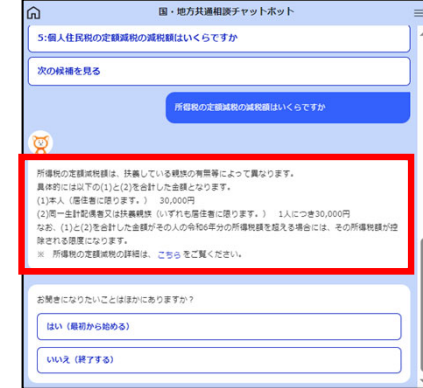 国・地方共通相談チャットボット
5:個人住民税の定額減税の減税額はいくらですか
次の候補を見る
所得税の定額減税の減税額はいくらですか
所得税の定額減税額は、扶養している親族の有無等によって異なります。
具体的には以下の(1)と(2)を合計した金額となります。
(1)本人（居住者に限ります。） 30,000円
(2)同一生計配偶者又は扶養親族（いずれも居住者に限ります。） 1人につき30,000円
なお、(1)と(2)を合計した金額がその人の令和6年分の所得税額を超える場合には、その所得税額が控
除される限度になります。
※ 所得税の定額減税の詳細は、こちらをご覧ください。
お聞きになりたいことはほかにありますか？
はい（最初から始める）
いいえ（終了する）